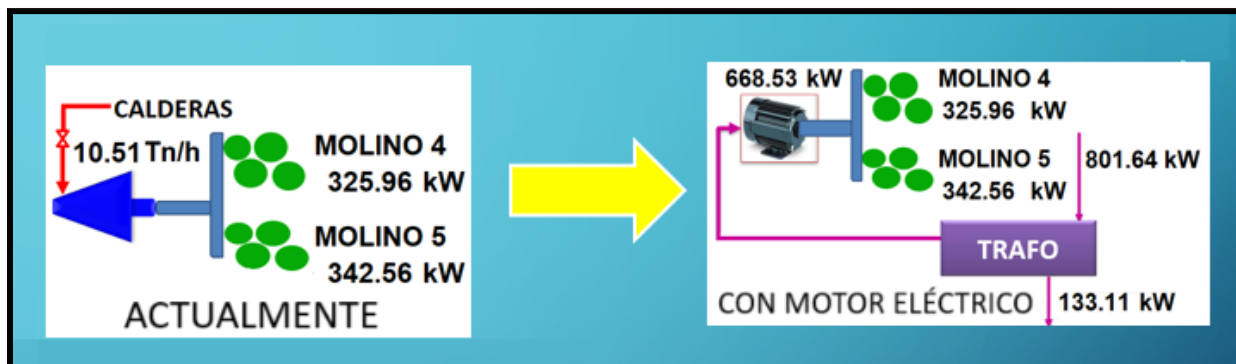 CALDERAS
10.51 Tn/h
MOLINO 4
325.96 kW
MOLINO 5
342.56 kW
ACTUALMENTE
668.53 kW
MOLINO 4
325.96 kW
MOLINO 5
342.56 kW
801.64 kW
TRAFO
CON MOTOR ELÉCTRICO
133.11 kW